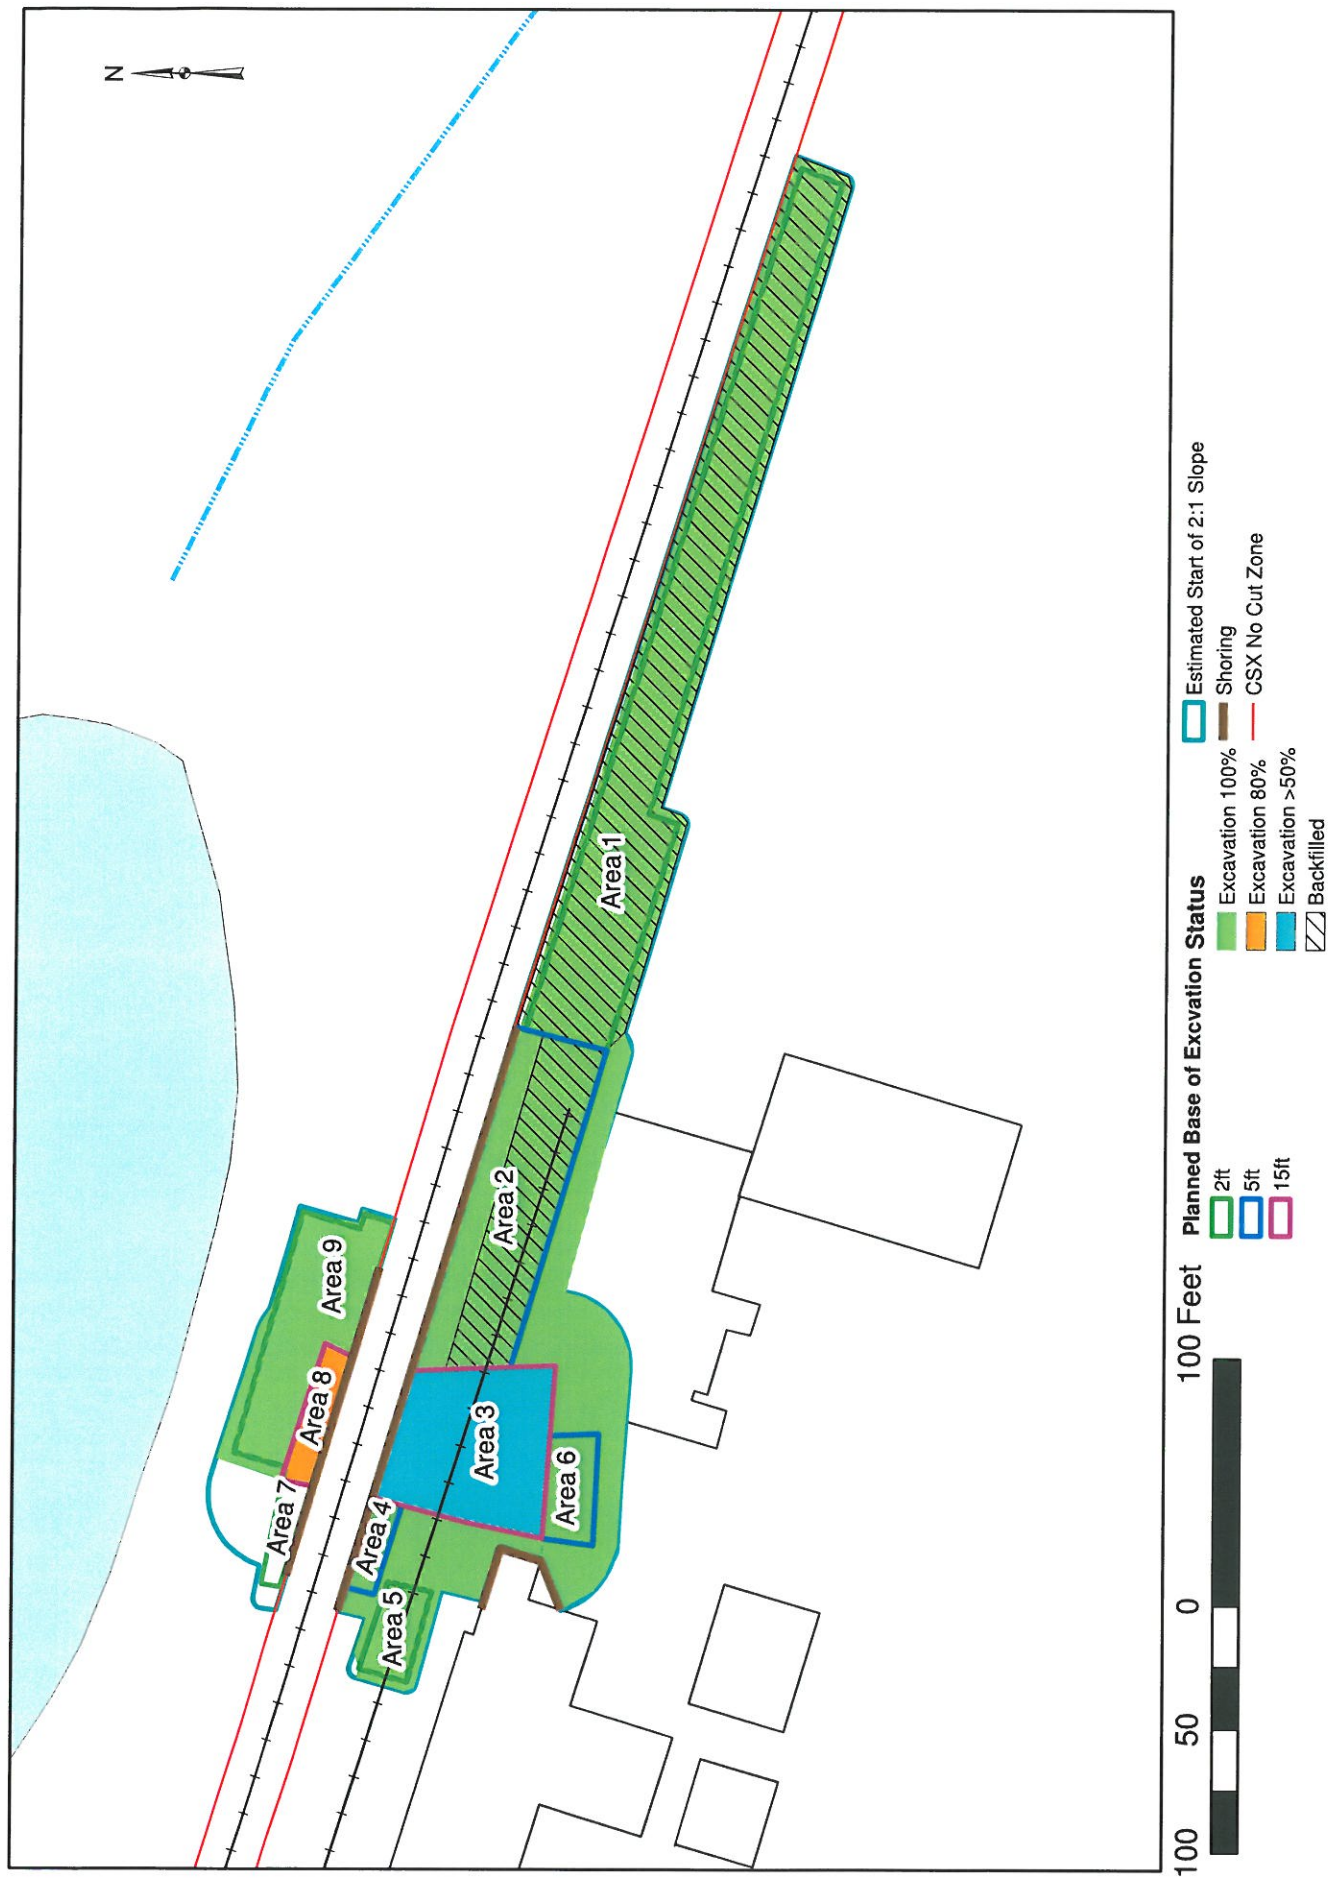 N
Area 9
Area 8
Area 7
Area 1
Area 2
Area 3
Area 4
Area 5
Area 6
100 50 0 100 Feet
Planned Base of Excvation Status
2ft
5ft
15ft
Excavation 100%
Excavation 80%
Excavation >50%
Backfilled
Estimated Start of 2:1 Slope
Shoring
CSX No Cut Zone